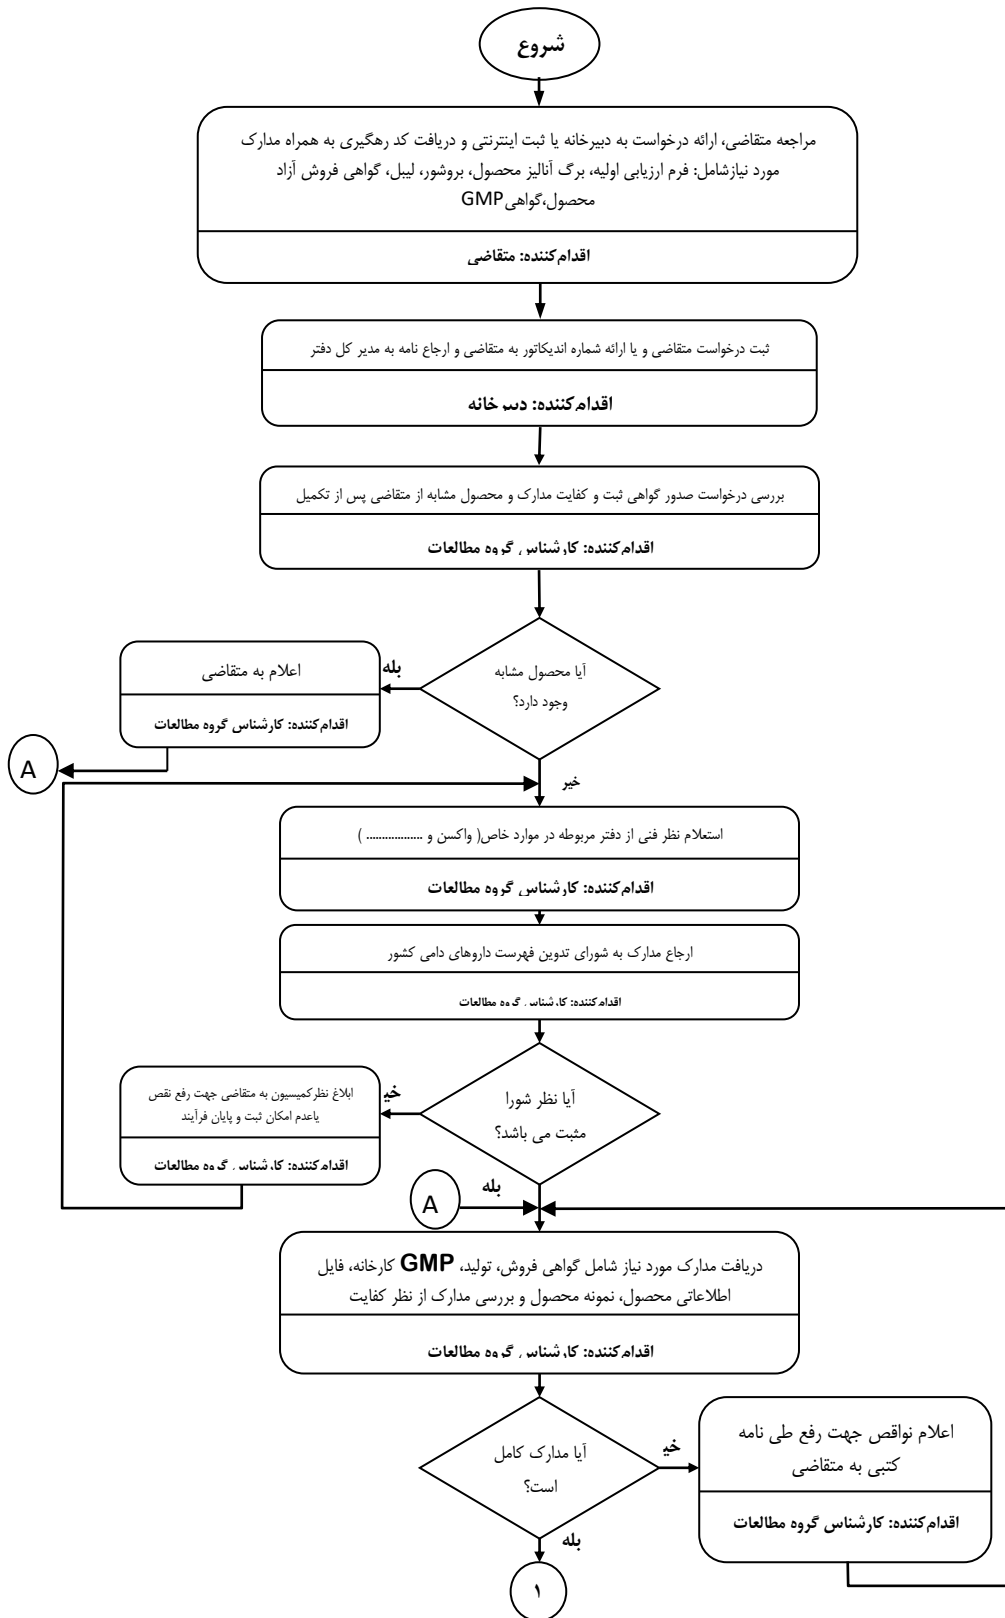 شروع
مراجعه متقاضی، ارائه درخواست به دبیرخانه یا ثبت اینترنتی و دریافت کد رهگیری به همراه مدارک
مورد نیازشامل: فرم ارزیابی اولیه، برگ آنالیز محصول، بروشور، لیبل، گواهی فروش آزاد
محصول،گواهیGMP
اقدام‌کننده: متقاضی
ثبت درخواست متقاضی و یا ارائه شماره اندیکاتور به متقاضی و ارجاع نامه به مدیر کل دفتر
اقدام‌کننده: دبیرخانه
بررسی درخواست صدور گواهی ثبت و کفایت مدارک و محصول مشابه از متقاضی پس از تکمیل
اقدام‌کننده: کارشناس گروه مطالعات
آیا محصول مشابه
وجود دارد؟
بله
اعلام به متقاضی
اقدام‌کننده: کارشناس گروه مطالعات
A
خیر
استعلام نظر فنی از دفتر مربوطه در موارد خاص( واکسن و .................. )
اقدام‌کننده: کارشناس گروه مطالعات
ارجاع مدارک به شورای تدوین فهرست داروهای دامی کشور
اقدام‌کننده: کارشناس گروه مطالعات
آیا نظر شورا
مثبت می باشد؟
خیر
ابلاغ نظرکمیسیون به متقاضی جهت رفع نقص
یاعدم امکان ثبت و پایان فرآیند
اقدام‌کننده: کارشناس گروه مطالعات
بله
A
دریافت مدارک مورد نیاز شامل گواهی فروش، تولید، GMP کارخانه، فایل
اطلاعاتی محصول، نمونه محصول و بررسی مدارک از نظر کفایت
اقدام‌کننده: کارشناس گروه مطالعات
آیا مدارک کامل
است؟
خیر
اعلام نواقص جهت رفع طی نامه
کتبی به متقاضی
اقدام‌کننده: کارشناس گروه مطالعات
بله
۱